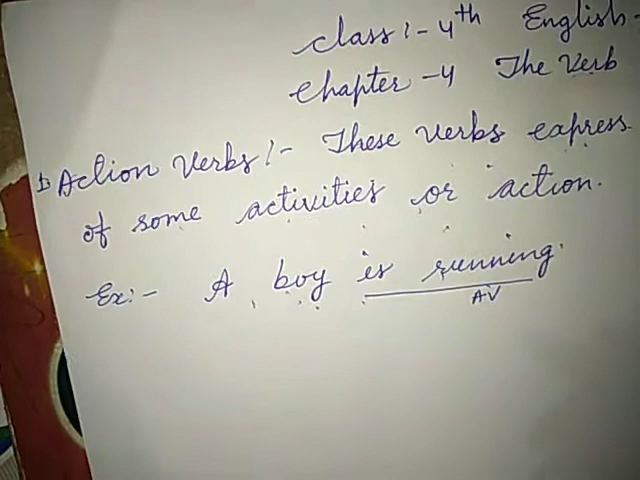 Class :- 4th English-
Chapter -4 The Verb
1) Action Verbs :- These verbs express
of some activities or action.
Ex:- A boy is running.
AV